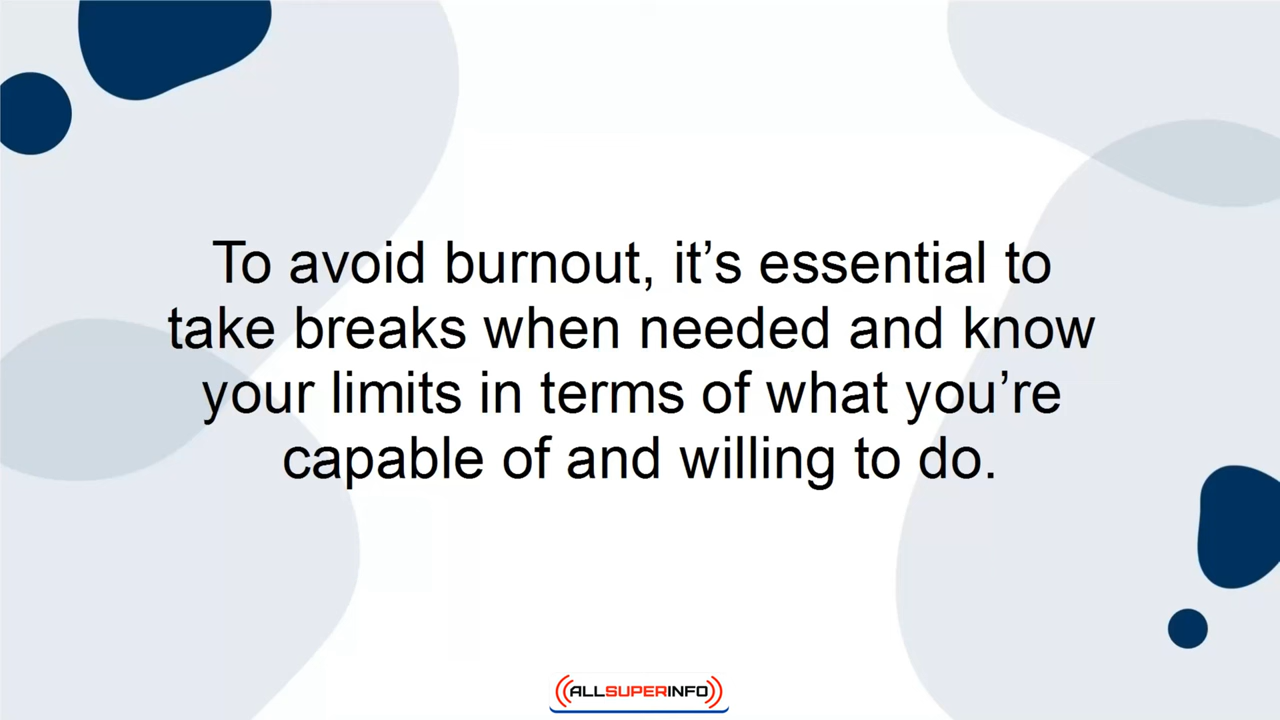 To avoid burnout, it’s essential to
take breaks when needed and know
your limits in terms of what you’re
capable of and willing to do.
ALLSUPERINFO